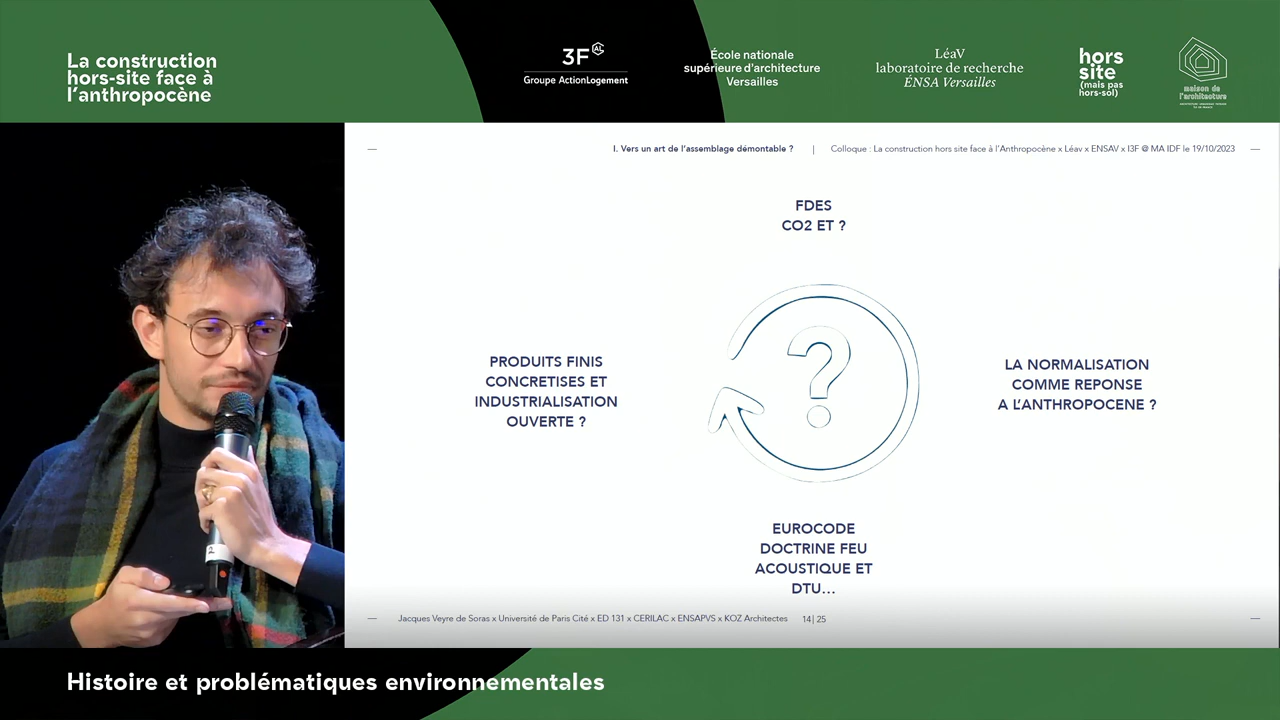 La construction
hors-site face à
l'anthropocène
3F AL
Groupe ActionLogement
École nationale
supérieure d'architecture
Versailles
LéaV
laboratoire de recherche
ÉNSA Versailles
hors
site
(mais pas
hors-sol)
maison de
l'architecture
I. Vers un art de l'assemblage démontable ? | Colloque : La construction hors site face à l'Anthropocène x Léav x ENSAV x I3F @ MA IDF le 19/10/2023
FDES
CO2 ET ?
PRODUITS FINIS
CONCRETISES ET
INDUSTRIALISATION
OUVERTE ?
?
LA NORMALISATION
COMME REPONSE
A L'ANTHROPOCENE ?
EUROCODE
DOCTRINE FEU
ACOUSTIQUE ET
DTU...
2
Jacques Veyre de Soras x Université de Paris Cité x ED 131 x CERILAC x ENSAPVS x KOZ Architectes 14| 25
Histoire et problématiques environnementales